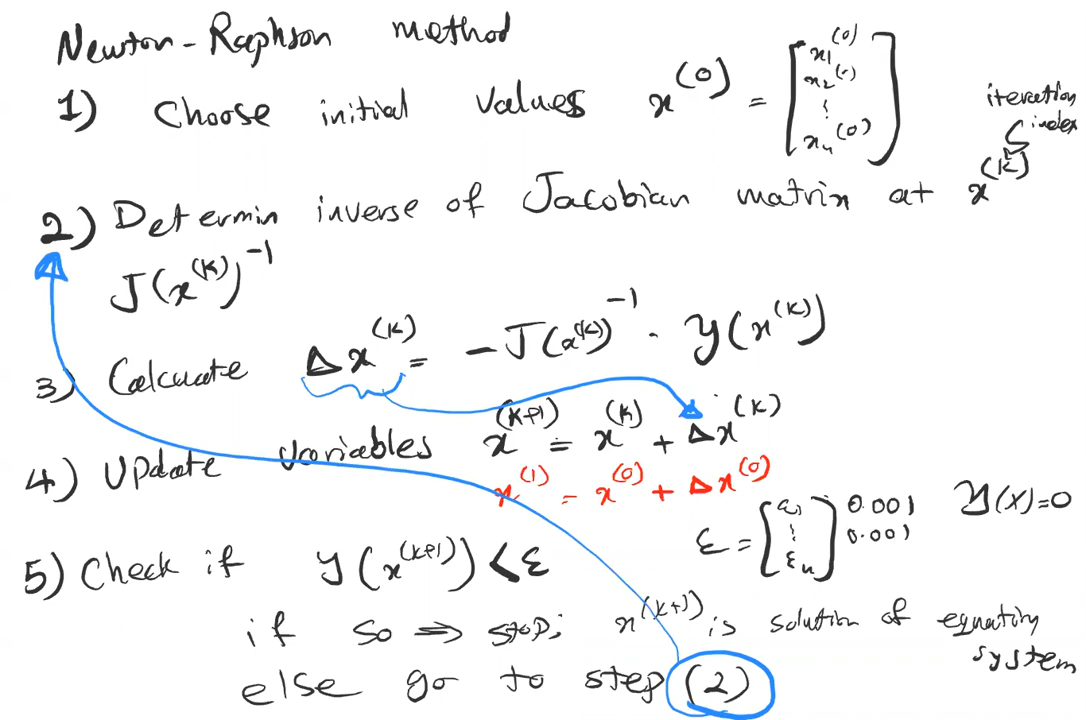 Newton-Raphson method
1) Choose initial values x^(0) = [x1^(0) x2^(0) ⋮ xn^(0)]
iteration index
2) Determin inverse of Jacobian matrix at x^(k)
J(x^(k))^-1
3) Calcuate Δx^(k) = -J(x^(k))^-1 · y(x^(k))
4) Update variables x^(k+1) = x^(k) + Δx^(k)
x^(1) = x^(0) + Δx^(0)
ε = [ε1 ⋮ εn] 0.001 0.001 y(x)=0
5) Check if y(x^(k+1)) < ε
if so ⇒ stop; x^(k+1) is solution of equation system
else go to step (2)